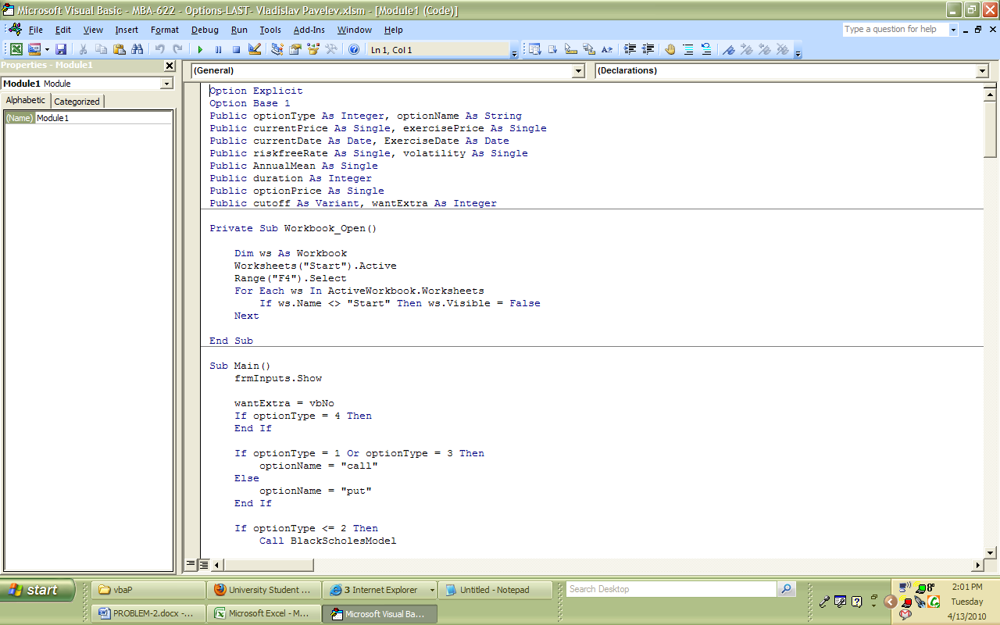 Microsoft Visual Basic - MBA-622 - Options-LAST- Vladislav Pavelev.xlsm - [Module1 (Code)]
File Edit View Insert Format Debug Run Tools Add-Ins Window Help
Type a question for help
Ln 1, Col 1
Properties - Module1
Module1 Module
Alphabetic Categorized
(Name) Module1
(General)
(Declarations)
Option Explicit
Option Base 1
Public optionType As Integer, optionName As String
Public currentPrice As Single, exercisePrice As Single
Public currentDate As Date, ExerciseDate As Date
Public riskfreeRate As Single, volatility As Single
Public AnnualMean As Single
Public duration As Integer
Public optionPrice As Single
Public cutoff As Variant, wantExtra As Integer
Private Sub Workbook_Open()
Dim ws As Workbook
Worksheets("Start").Active
Range("F4").Select
For Each ws In ActiveWorkbook.Worksheets
If ws.Name <> "Start" Then ws.Visible = False
Next
End Sub
Sub Main()
frmInputs.Show
wantExtra = vbNo
If optionType = 4 Then
End If
If optionType = 1 Or optionType = 3 Then
optionName = "call"
Else
optionName = "put"
End If
If optionType <= 2 Then
Call BlackScholesModel
start
vbaP
University Student ...
3 Internet Explorer
Untitled - Notepad
Search Desktop
2:01 PM
PROBLEM-2.docx -...
Microsoft Excel - M...
Microsoft Visual Ba...
Tuesday
4/13/2010